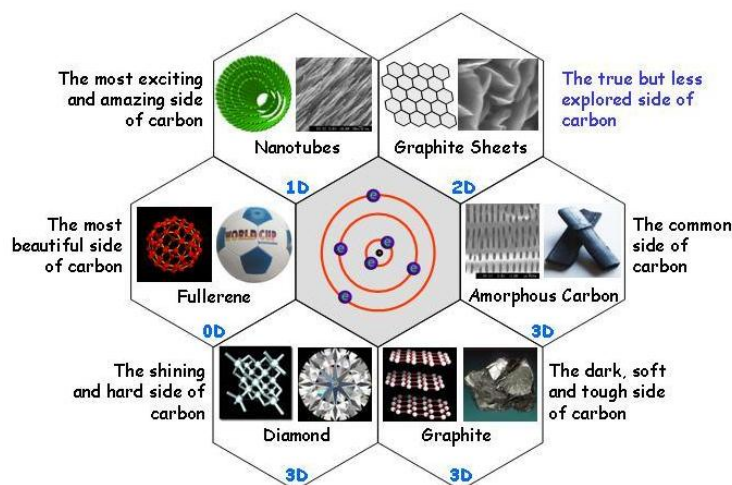 The most exciting
and amazing side
of carbon
Nanotubes
1D
Graphite Sheets
2D
The true but less
explored side of
carbon
The most
beautiful side
of carbon
WORLD CUP
Fullerene
0D
e
e
e
e
e
e
Amorphous Carbon
3D
The common
side of
carbon
The shining
and hard side of
carbon
Diamond
3D
Graphite
3D
The dark, soft
and tough side
of carbon